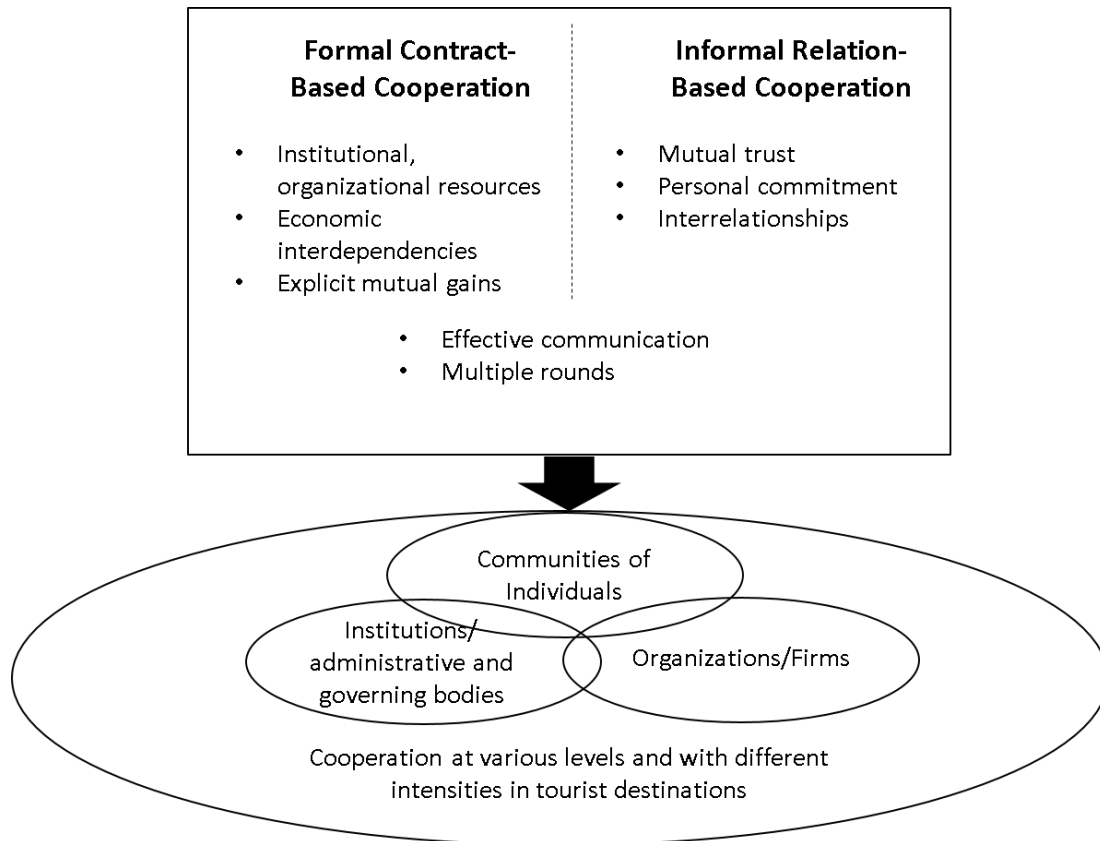 Formal Contract-
Based Cooperation
• Institutional,
organizational resources
• Economic
interdependencies
• Explicit mutual gains
Informal Relation-
Based Cooperation
• Mutual trust
• Personal commitment
• Interrelationships
• Effective communication
• Multiple rounds
Communities of
Individuals
Institutions/
administrative and
governing bodies
Organizations/Firms
Cooperation at various levels and with different
intensities in tourist destinations